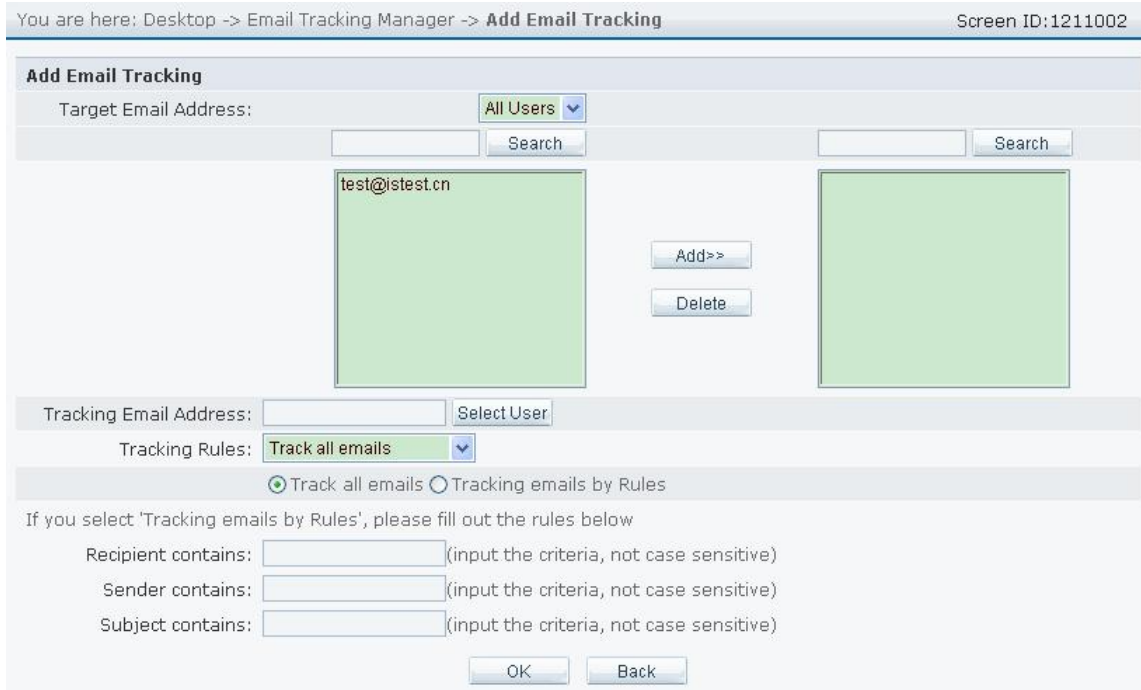 You are here: Desktop -> Email Tracking Manager -> Add Email Tracking Screen ID:1211002
Add Email Tracking
Target Email Address: All Users
Search Search
test@istest.cn
Add>>
Delete
Tracking Email Address: Select User
Tracking Rules: Track all emails
Track all emails Tracking emails by Rules
If you select 'Tracking emails by Rules', please fill out the rules below
Recipient contains: (input the criteria, not case sensitive)
Sender contains: (input the criteria, not case sensitive)
Subject contains: (input the criteria, not case sensitive)
OK Back